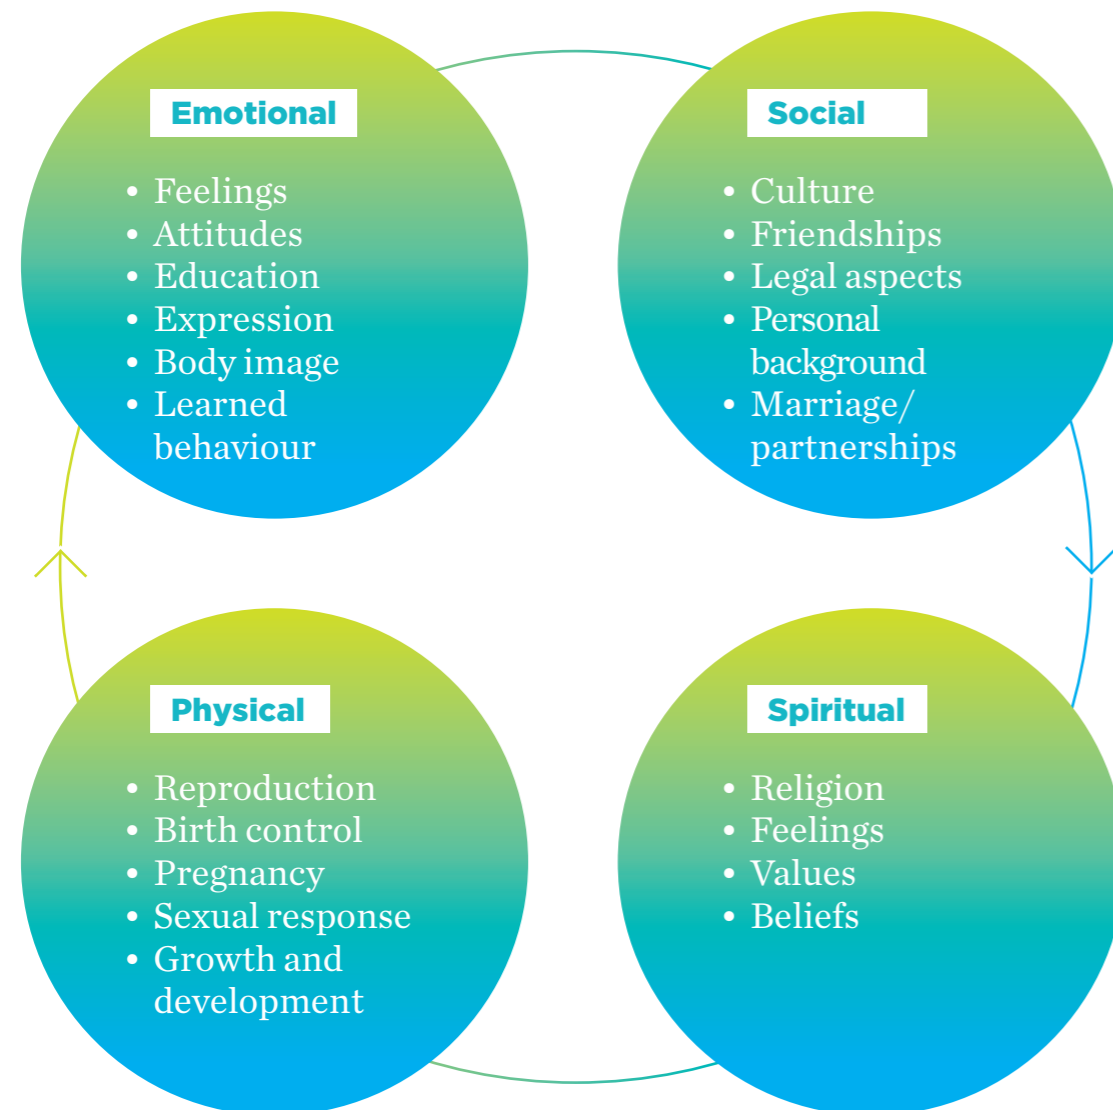 Emotional
• Feelings
• Attitudes
• Education
• Expression
• Body image
• Learned
behaviour
Social
• Culture
• Friendships
• Legal aspects
• Personal
background
• Marriage/
partnerships
Physical
• Reproduction
• Birth control
• Pregnancy
• Sexual response
• Growth and
development
Spiritual
• Religion
• Feelings
• Values
• Beliefs